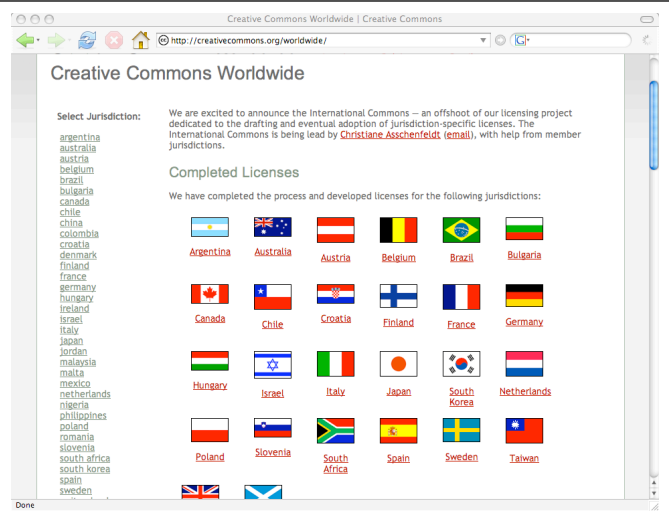 Creative Commons Worldwide | Creative Commons
http://creativecommons.org/worldwide/
G
Creative Commons Worldwide
Select Jurisdiction:
argentina
australia
austria
belgium
brazil
bulgaria
canada
chile
china
colombia
croatia
denmark
finland
france
germany
hungary
ireland
israel
italy
japan
jordan
malaysia
malta
mexico
netherlands
nigeria
philippines
poland
romania
slovenia
south africa
south korea
spain
sweden
We are excited to announce the International Commons — an offshoot of our licensing project
dedicated to the drafting and eventual adoption of jurisdiction-specific licenses. The
International Commons is being lead by Christiane Asschenfeldt (email), with help from member
jurisdictions.
Completed Licenses
We have completed the process and developed licenses for the following jurisdictions:
Argentina Australia Austria Belgium Brazil Bulgaria
Canada Chile Croatia Finland France Germany
Hungary Israel Italy Japan South Korea Netherlands
Poland Slovenia South Africa Spain Sweden Taiwan
Done